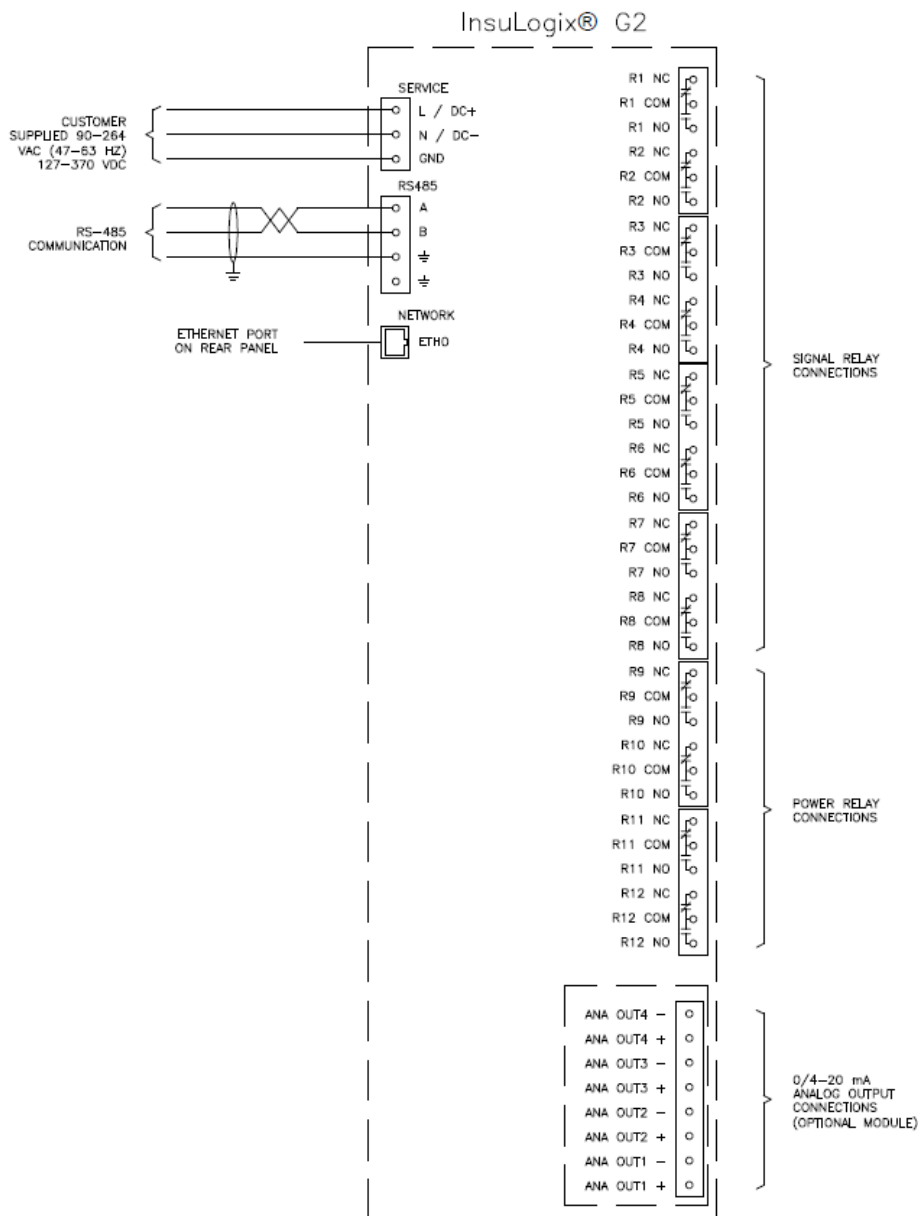 InsuLogix® G2
SERVICE
L / DC+
N / DC-
GND
CUSTOMER
SUPPLIED 90-264
VAC (47-63 HZ)
127-370 VDC
RS485
A
B
RS-485
COMMUNICATION
NETWORK
ETH0
ETHERNET PORT
ON REAR PANEL
R1 NC
R1 COM
R1 NO
R2 NC
R2 COM
R2 NO
R3 NC
R3 COM
R3 NO
R4 NC
R4 COM
R4 NO
R5 NC
R5 COM
R5 NO
R6 NC
R6 COM
R6 NO
R7 NC
R7 COM
R7 NO
R8 NC
R8 COM
R8 NO
SIGNAL RELAY
CONNECTIONS
R9 NC
R9 COM
R9 NO
R10 NC
R10 COM
R10 NO
R11 NC
R11 COM
R11 NO
R12 NC
R12 COM
R12 NO
POWER RELAY
CONNECTIONS
ANA OUT4 -
ANA OUT4 +
ANA OUT3 -
ANA OUT3 +
ANA OUT2 -
ANA OUT2 +
ANA OUT1 -
ANA OUT1 +
0/4-20 mA
ANALOG OUTPUT
CONNECTIONS
(OPTIONAL MODULE)